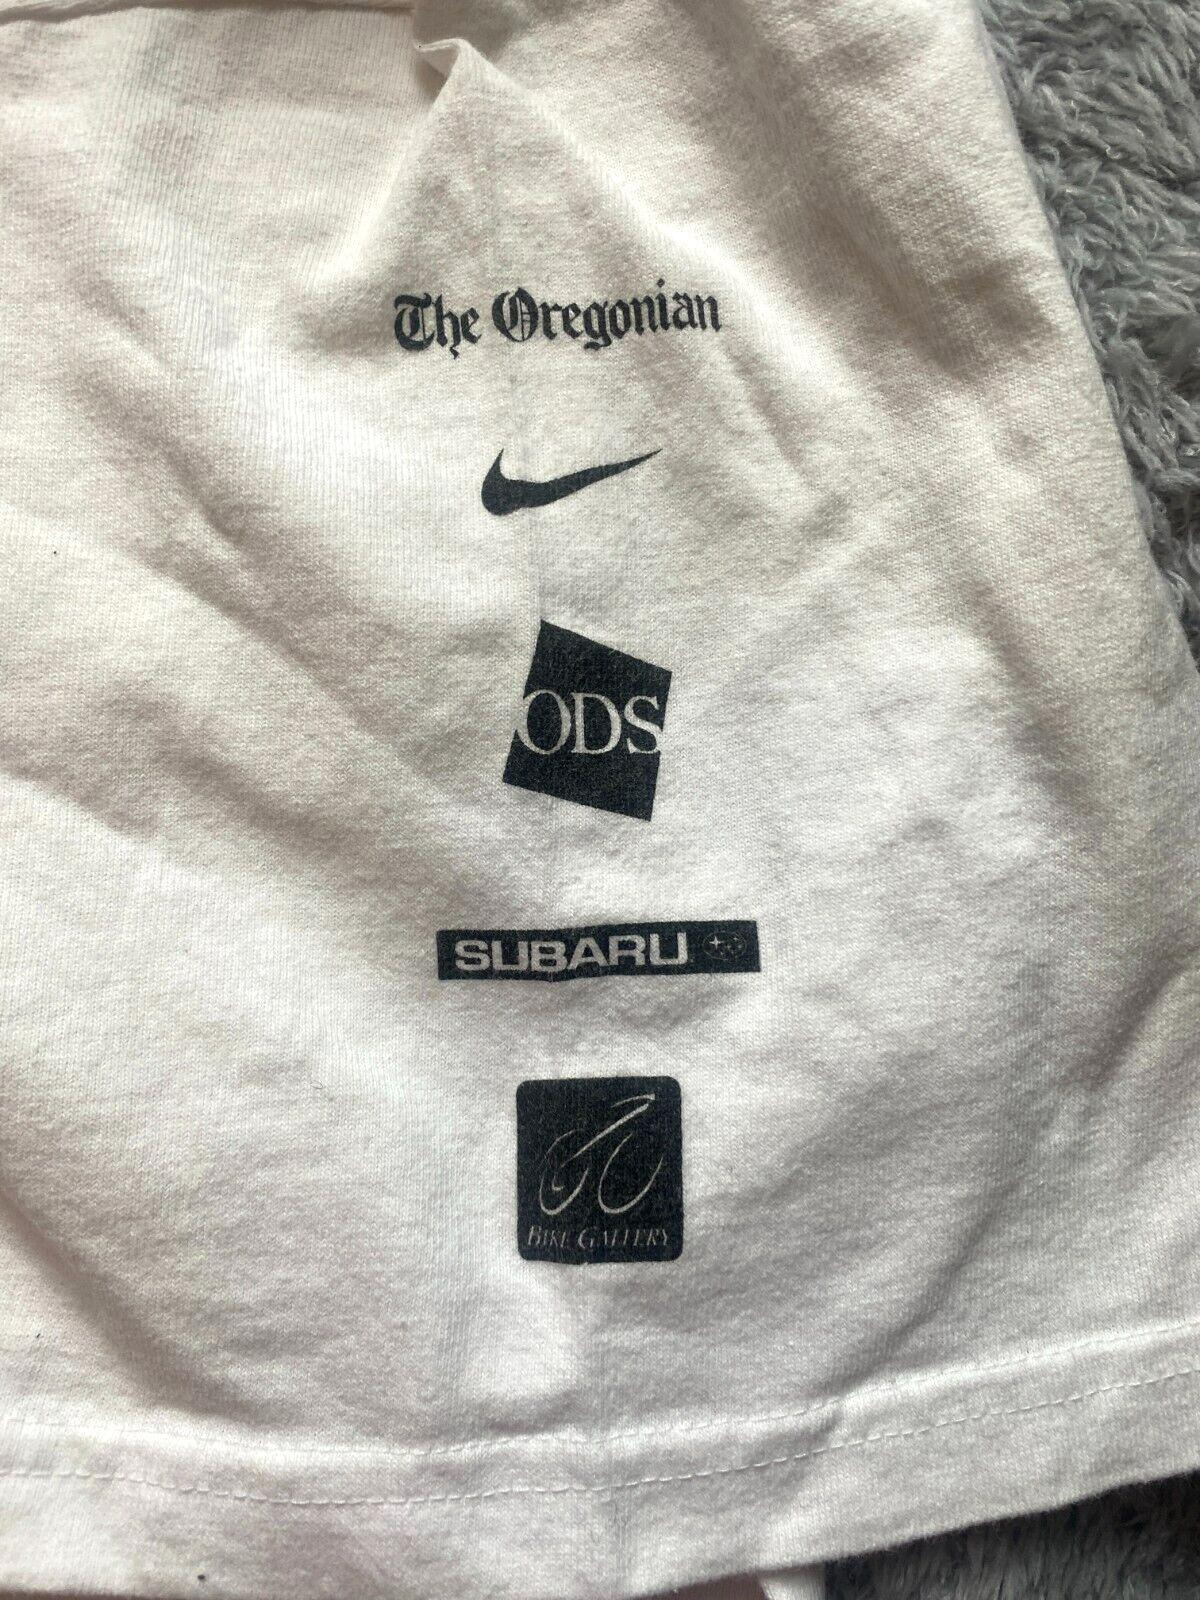 The Oregonian
ODS
SUBARU
BIKE GALLERY